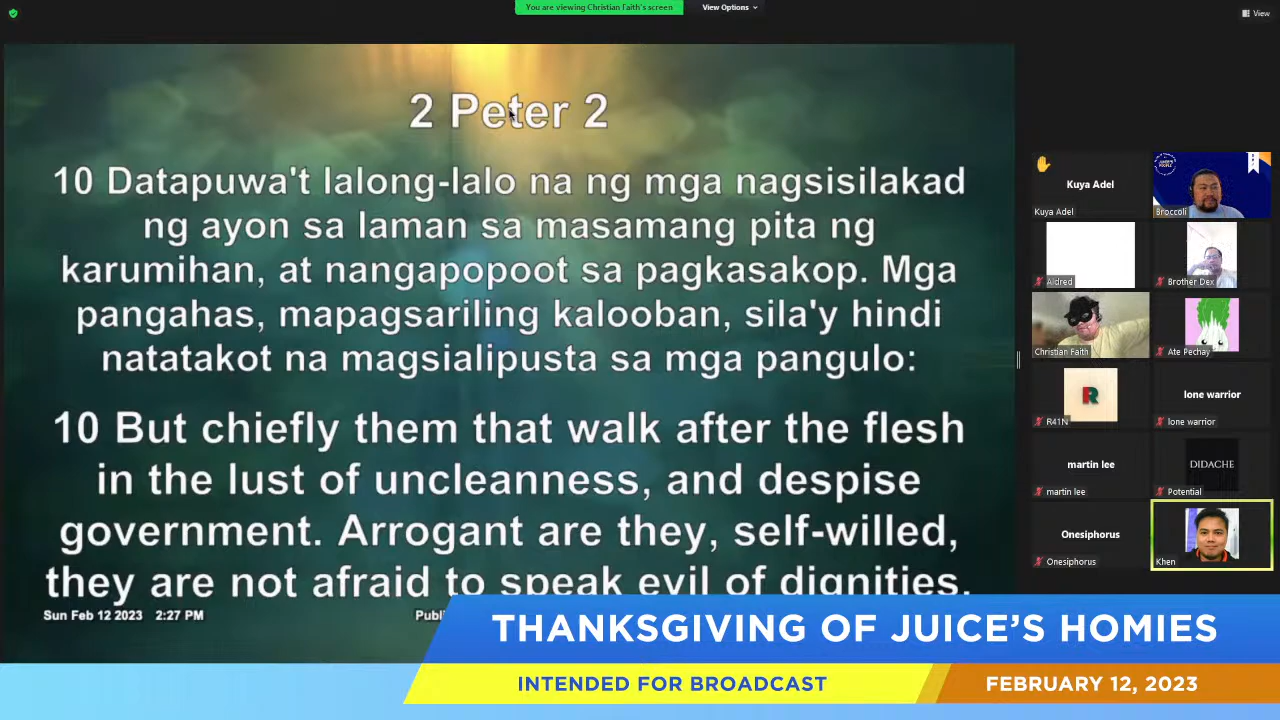 You are viewing Christian Faith's screen
View Options
View
2 Peter 2
10 Datapuwa't lalong-lalo na ng mga nagsisilakad
ng ayon sa laman sa masamang pita ng
karumihan, at nangapopoot sa pagkasakop. Mga
pangahas, mapagsariling kalooban, sila'y hindi
natatakot na magsialipusta sa mga pangulo:
10 But chiefly them that walk after the flesh
in the lust of uncleanness, and despise
government. Arrogant are they, self-willed,
they are not afraid to speak evil of dignities.
Sun Feb 12 2023 2:27 PM
Kuya Adel
Kuya Adel
Broccoli
Aldred
Brother Dex
Christian Faith
Ate Pechay
R
R41N
lone warrior
lone warrior
martin lee
martin lee
DIDACHE
Potential
Onesiphorus
Onesiphorus
Khen
THANKSGIVING OF JUICE'S HOMIES
INTENDED FOR BROADCAST
FEBRUARY 12, 2023